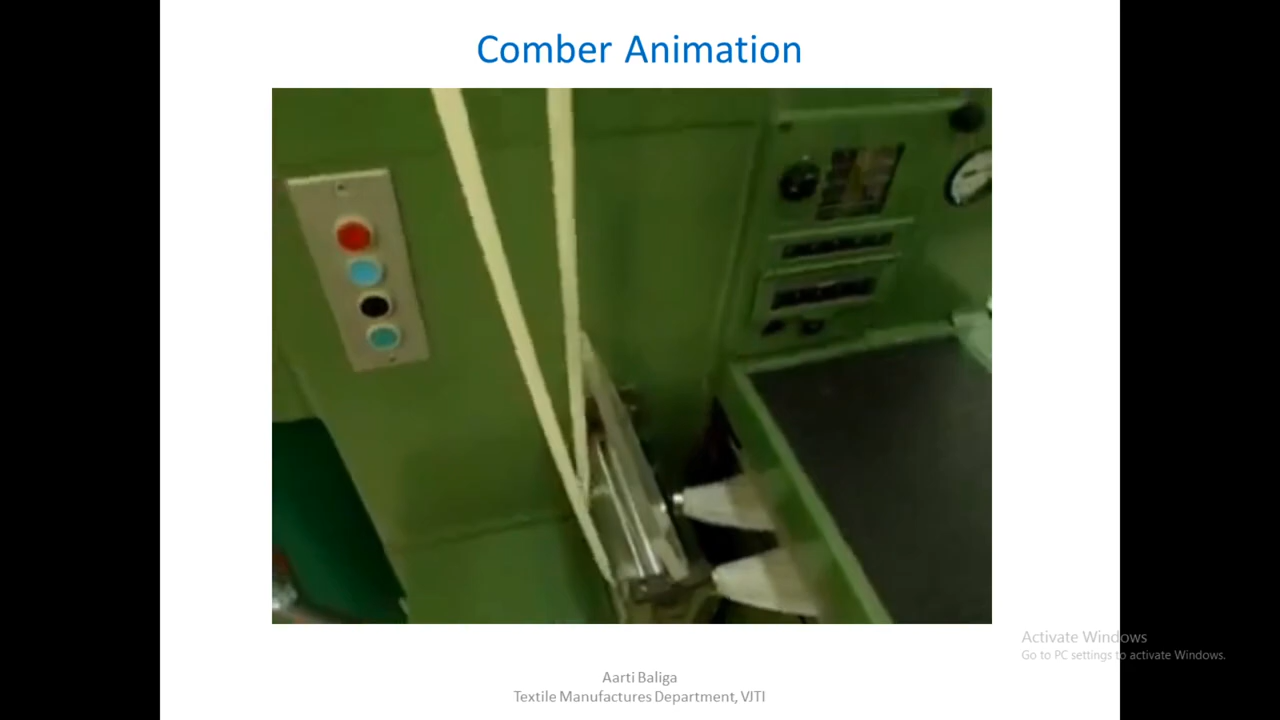 Comber Animation
Activate Windows
Go to PC settings to activate Windows.
Aarti Baliga
Textile Manufactures Department, VJTI